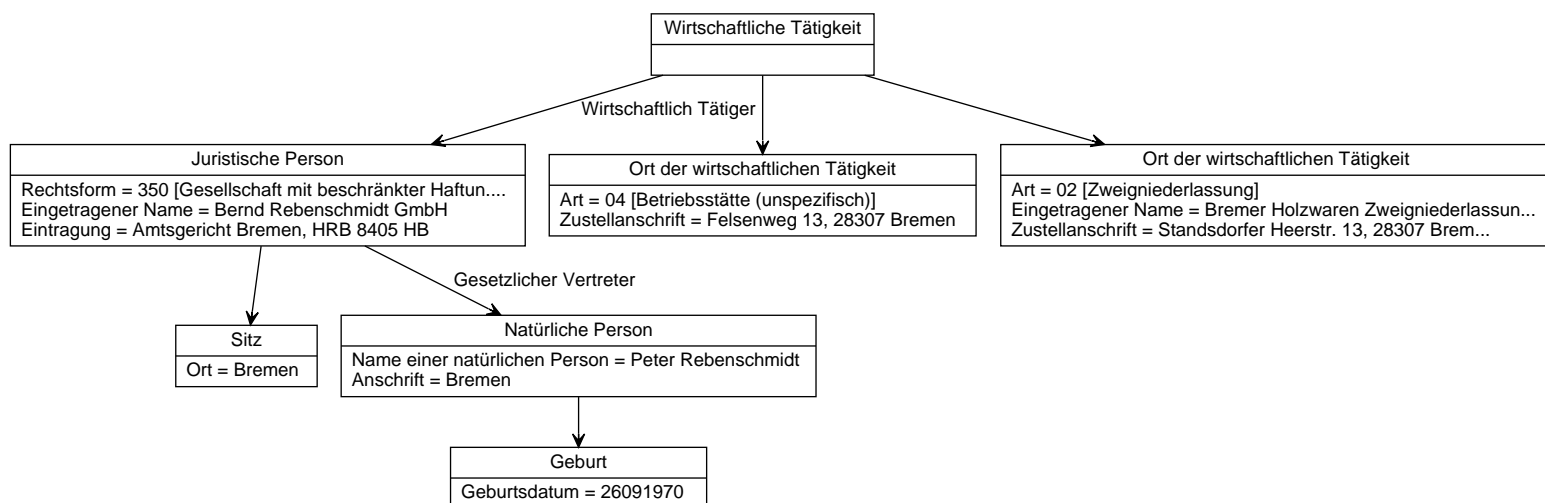 Wirtschaftliche Tätigkeit
Wirtschaftlich Tätiger
Juristische Person
Rechtsform = 350 [Gesellschaft mit beschränkter Haftun....
Eingetragener Name = Bernd Rebenschmidt GmbH
Eintragung = Amtsgericht Bremen, HRB 8405 HB
Ort der wirtschaftlichen Tätigkeit
Art = 04 [Betriebsstätte (unspezifisch)]
Zustellanschrift = Felsenweg 13, 28307 Bremen
Ort der wirtschaftlichen Tätigkeit
Art = 02 [Zweigniederlassung]
Eingetragener Name = Bremer Holzwaren Zweigniederlassun...
Zustellanschrift = Standsdorfer Heerstr. 13, 28307 Brem...
Gesetzlicher Vertreter
Sitz
Ort = Bremen
Natürliche Person
Name einer natürlichen Person = Peter Rebenschmidt
Anschrift = Bremen
Geburt
Geburtsdatum = 26091970